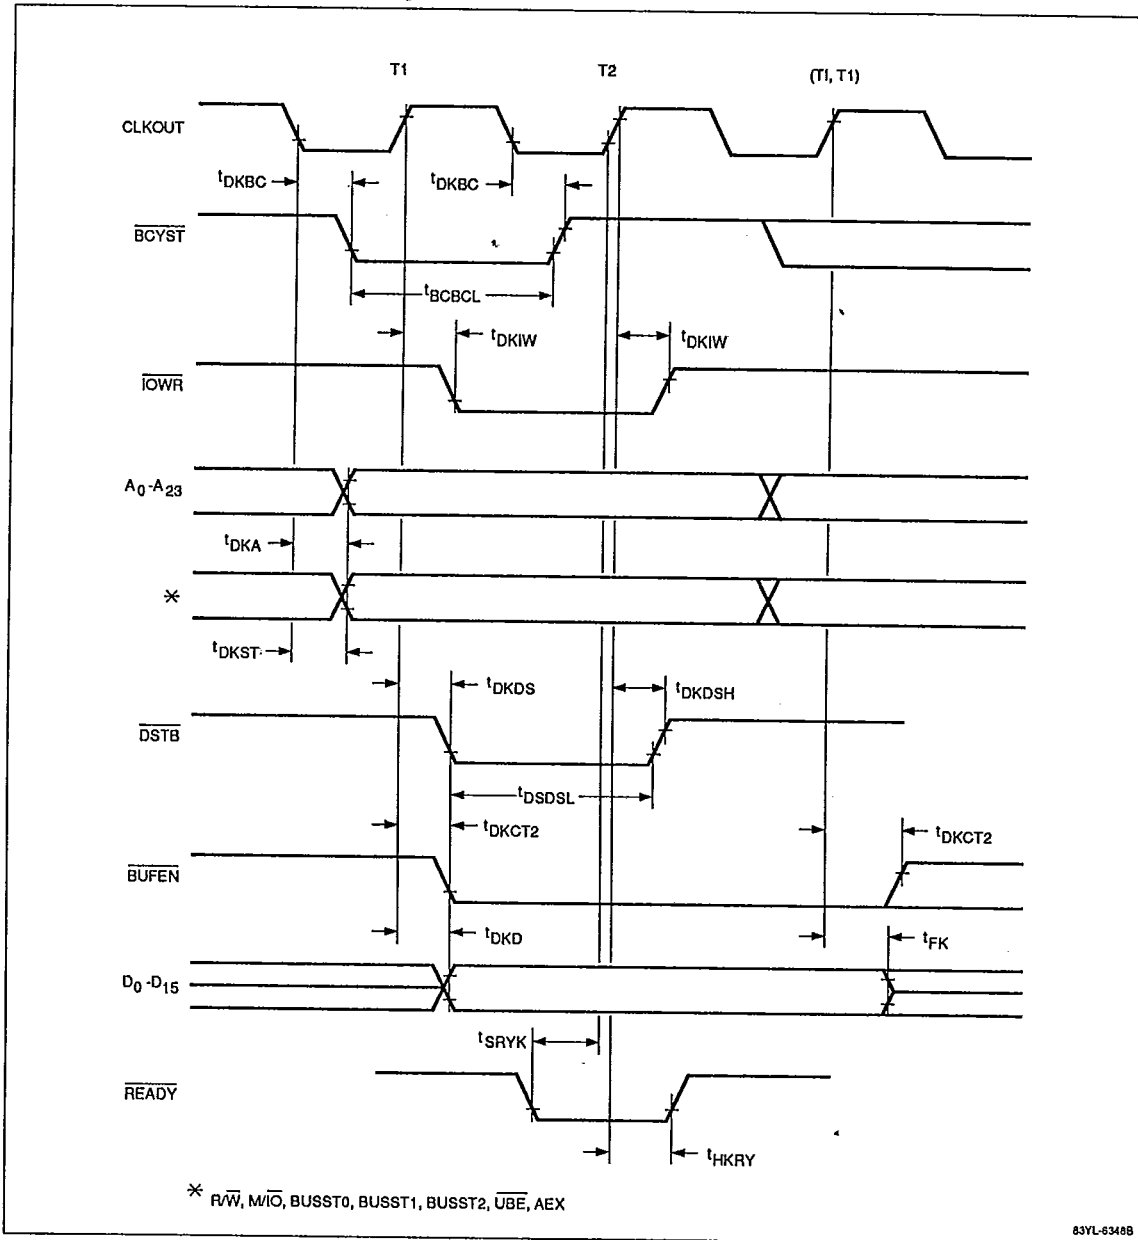 T1 T2 (TI, T1)
CLKOUT
tDKBC tDKBC
BCYST
tBCBCL
tDKIW tDKIW
IOWR
A0-A23
tDKA
*
tDKST
tDKDS tDKDSH
DSTB
tDSDSL
tDKCT2 tDKCT2
BUFEN
tDKD tFK
D0-D15
tSRYK
READY
tHKRY
* R/W, M/IO, BUSST0, BUSST1, BUSST2, UBE, AEX
83YL-6348B